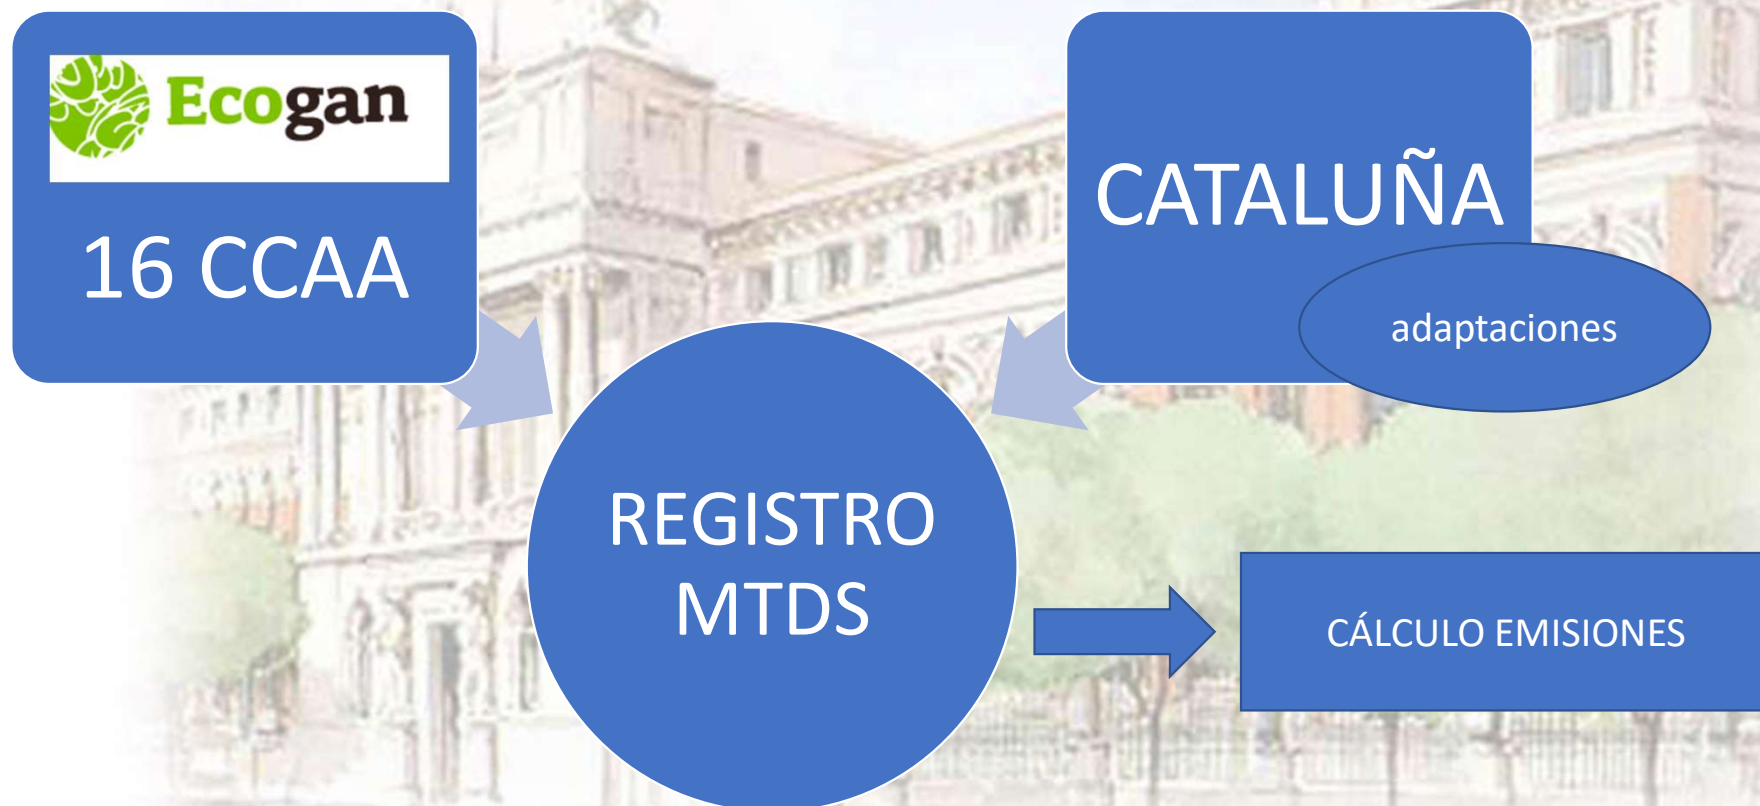 Ecogan
16 CCAA
CATALUÑA
adaptaciones
REGISTRO
MTDS
CÁLCULO EMISIONES